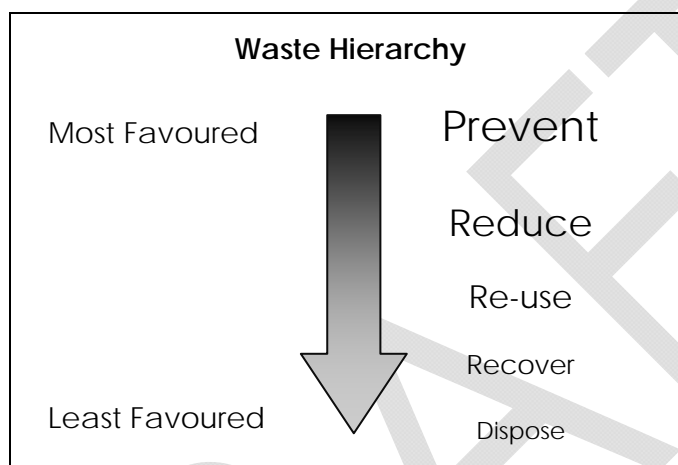 Waste Hierarchy
Most Favoured
Prevent
Reduce
Re-use
Recover
Least Favoured
Dispose